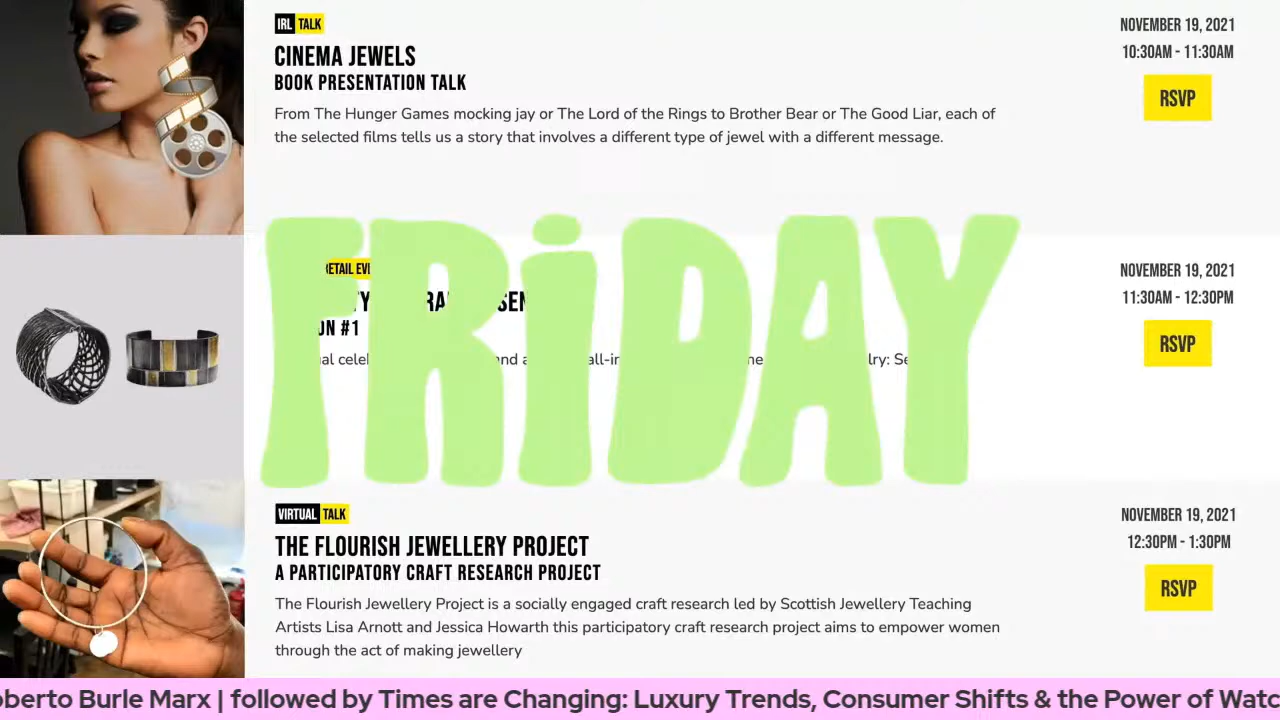 IRL TALK
NOVEMBER 19, 2021
CINEMA JEWELS
10:30AM - 11:30AM
BOOK PRESENTATION TALK
RSVP
From The Hunger Games mocking jay or The Lord of the Rings to Brother Bear or The Good Liar, each of
the selected films tells us a story that involves a different type of jewel with a different message.
FRiDAY
NOVEMBER 19, 2021
11:30AM - 12:30PM
#1
RSVP
VIRTUAL TALK
NOVEMBER 19, 2021
THE FLOURISH JEWELLERY PROJECT
12:30PM - 1:30PM
A PARTICIPATORY CRAFT RESEARCH PROJECT
RSVP
The Flourish Jewellery Project is a socially engaged craft research led by Scottish Jewellery Teaching
Artists Lisa Arnott and Jessica Howarth this participatory craft research project aims to empower women
through the act of making jewellery
oberto Burle Marx | followed by Times are Changing: Luxury Trends, Consumer Shifts & the Power of Watc